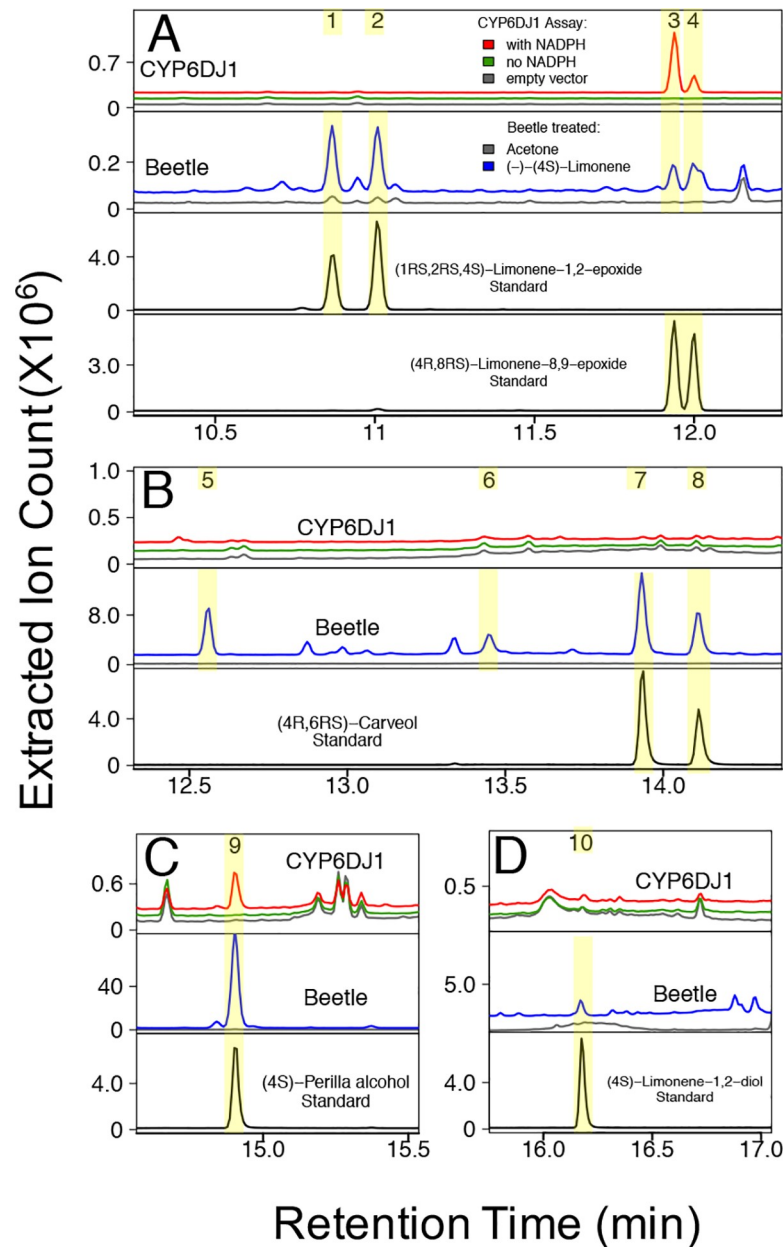 Extracted Ion Count (X10⁶)
A
1 2 3 4
CYP6DJ1 Assay:
with NADPH
no NADPH
empty vector
CYP6DJ1
0.7
0
Beetle treated:
Acetone
(-)-(4S)-Limonene
Beetle
0.2
0
(1RS,2RS,4S)-Limonene-1,2-epoxide
Standard
4.0
0
(4R,8RS)-Limonene-8,9-epoxide
Standard
3.0
0
10.5 11 11.5 12.0
B
5 6 7 8
1.0
0.5
0
CYP6DJ1
Beetle
8.0
0
(4R,6RS)-Carveol
Standard
4.0
0
12.5 13.0 13.5 14.0
C
9
CYP6DJ1
0.6
0
Beetle
40
0
(4S)-Perilla alcohol
Standard
4.0
0
15.0 15.5
D
10
CYP6DJ1
0.5
Beetle
5.0
(4S)-Limonene-1,2-diol
Standard
4.0
0
16.0 16.5 17.0
Retention Time (min)